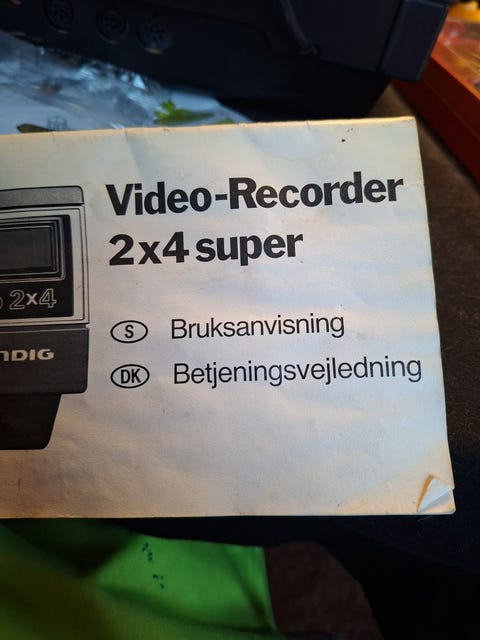 Video-Recorder
2x4 super
2x4
NDIG
S Bruksanvisning
DK Betjeningsvejledning